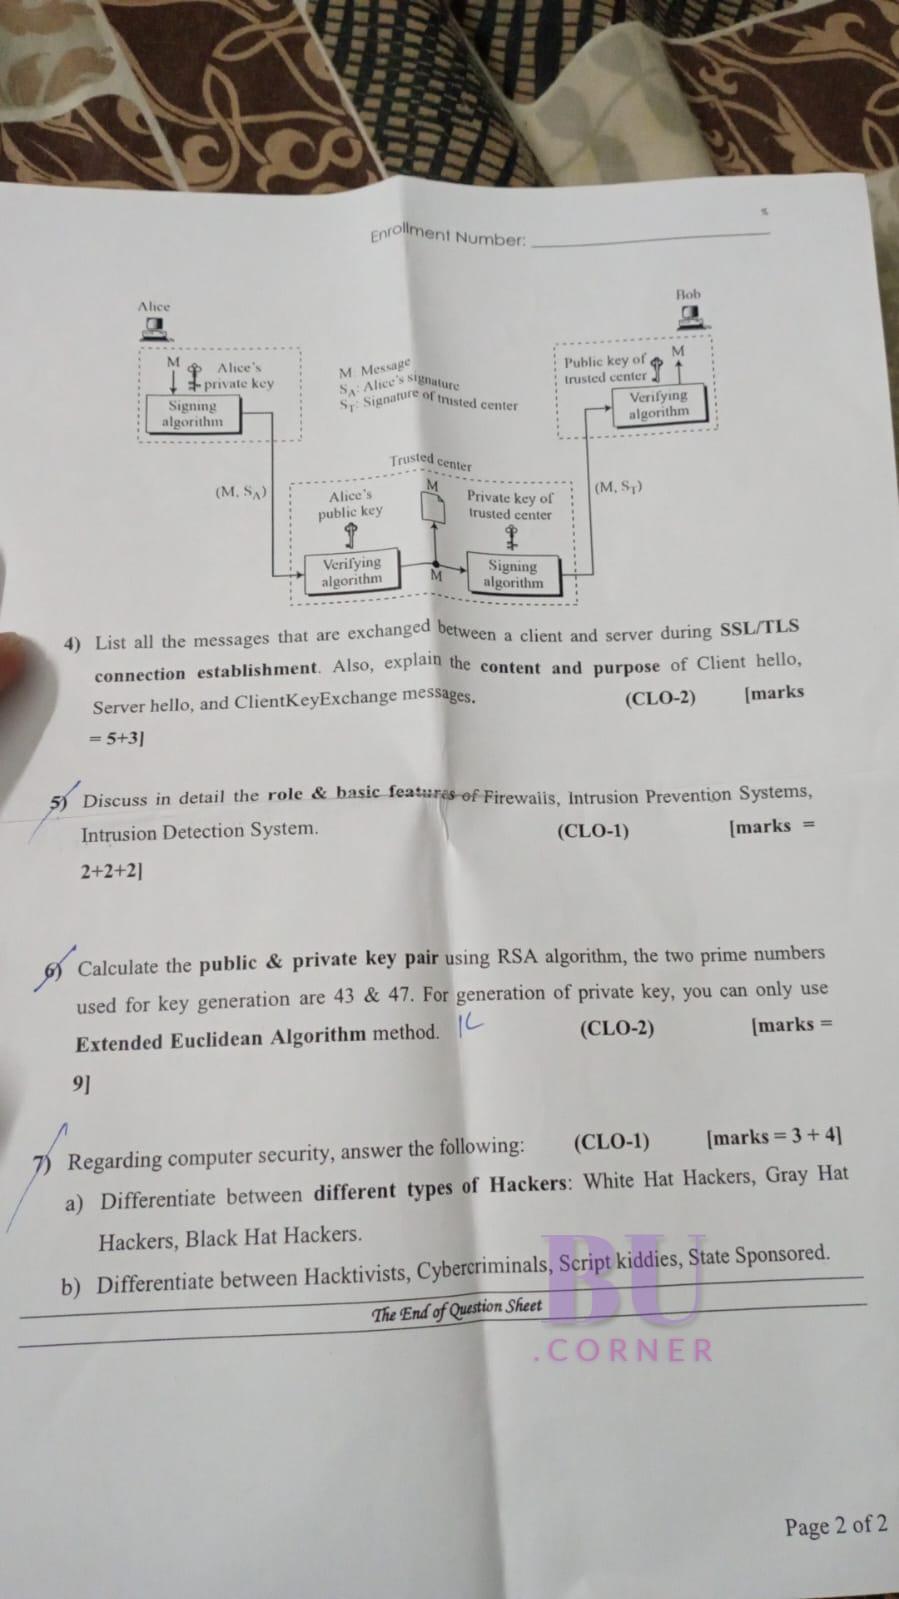 Enrollment Number:
Alice
Bob
M Alice's
private key
Signing
algorithm
M: Message
S_A: Alice's signature
S_T: Signature of trusted center
Public key of
trusted center
M
Verifying
algorithm
Trusted center
(M, S_A)
(M, S_T)
Alice's
public key
M
Private key of
trusted center
Verifying
algorithm
M
Signing
algorithm
4) List all the messages that are exchanged between a client and server during SSL/TLS
connection establishment. Also, explain the content and purpose of Client hello,
Server hello, and ClientKeyExchange messages. (CLO-2) [marks
= 5+3]
5) Discuss in detail the role & basic features of Firewalls, Intrusion Prevention Systems,
Intrusion Detection System. (CLO-1) [marks =
2+2+2]
6) Calculate the public & private key pair using RSA algorithm, the two prime numbers
used for key generation are 43 & 47. For generation of private key, you can only use
Extended Euclidean Algorithm method. (CLO-2) [marks =
9]
7) Regarding computer security, answer the following: (CLO-1) [marks = 3 + 4]
a) Differentiate between different types of Hackers: White Hat Hackers, Gray Hat
Hackers, Black Hat Hackers.
b) Differentiate between Hacktivists, Cybercriminals, Script kiddies, State Sponsored.
The End of Question Sheet
BU
.CORNER
Page 2 of 2